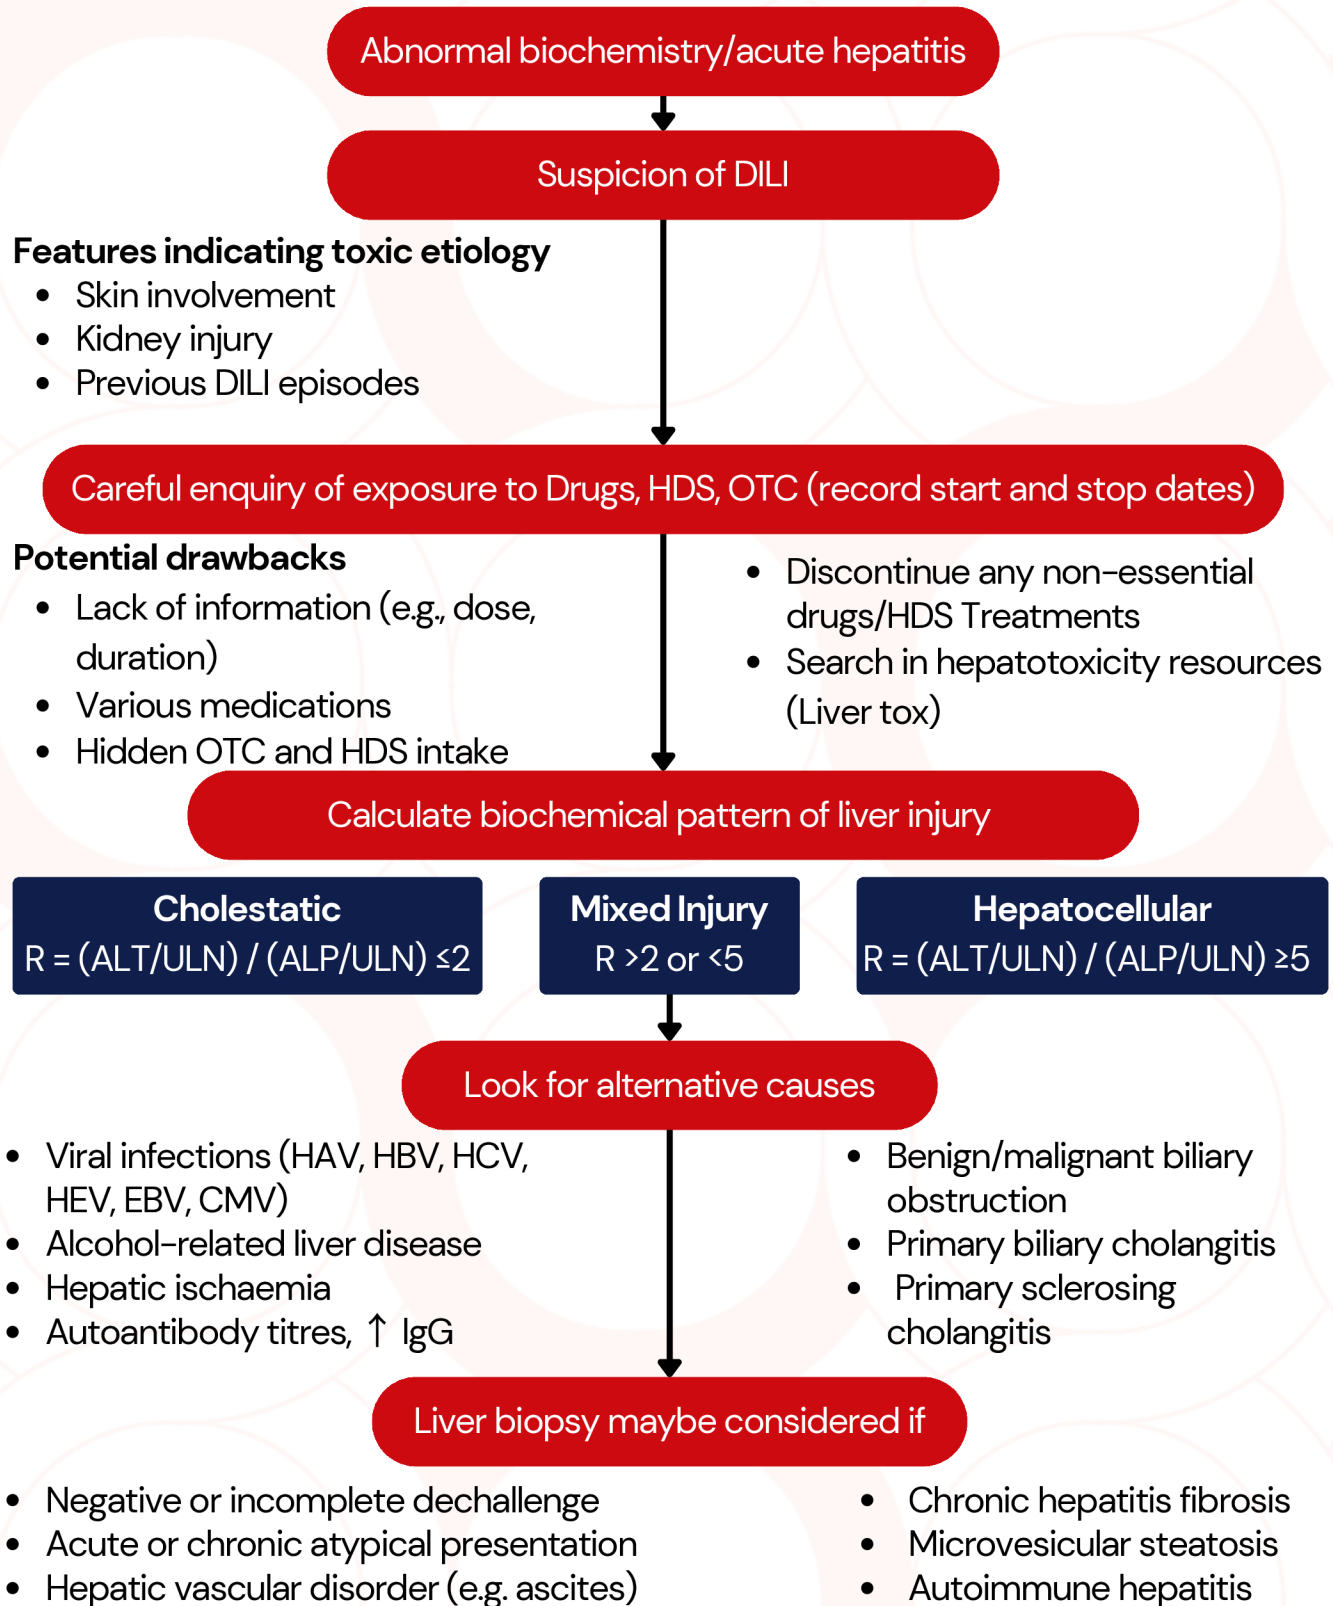 Abnormal biochemistry/acute hepatitis
Suspicion of DILI
Features indicating toxic etiology
• Skin involvement
• Kidney injury
• Previous DILI episodes
Careful enquiry of exposure to Drugs, HDS, OTC (record start and stop dates)
Potential drawbacks
• Lack of information (e.g., dose,
duration)
• Various medications
• Hidden OTC and HDS intake
• Discontinue any non-essential
drugs/HDS Treatments
• Search in hepatotoxicity resources
(Liver tox)
Calculate biochemical pattern of liver injury
Cholestatic
R = (ALT/ULN) / (ALP/ULN) ≤2
Mixed Injury
R >2 or <5
Hepatocellular
R = (ALT/ULN) / (ALP/ULN) ≥5
Look for alternative causes
• Viral infections (HAV, HBV, HCV,
HEV, EBV, CMV)
• Alcohol-related liver disease
• Hepatic ischaemia
• Autoantibody titres, ↑ IgG
• Benign/malignant biliary
obstruction
• Primary biliary cholangitis
• Primary sclerosing
cholangitis
Liver biopsy maybe considered if
• Negative or incomplete dechallenge
• Acute or chronic atypical presentation
• Hepatic vascular disorder (e.g. ascites)
• Chronic hepatitis fibrosis
• Microvesicular steatosis
• Autoimmune hepatitis